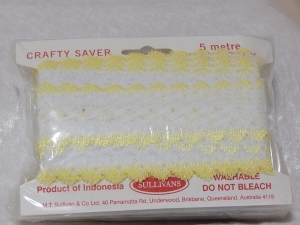 CRAFTY SAVER 5 metre
WASHABLE
Product of Indonesia SULLIVANS DO NOT BLEACH
M.T. Sullivan & Co Ltd, 40 Parramatta Rd, Underwood, Brisbane, Queensland, Australia 4119